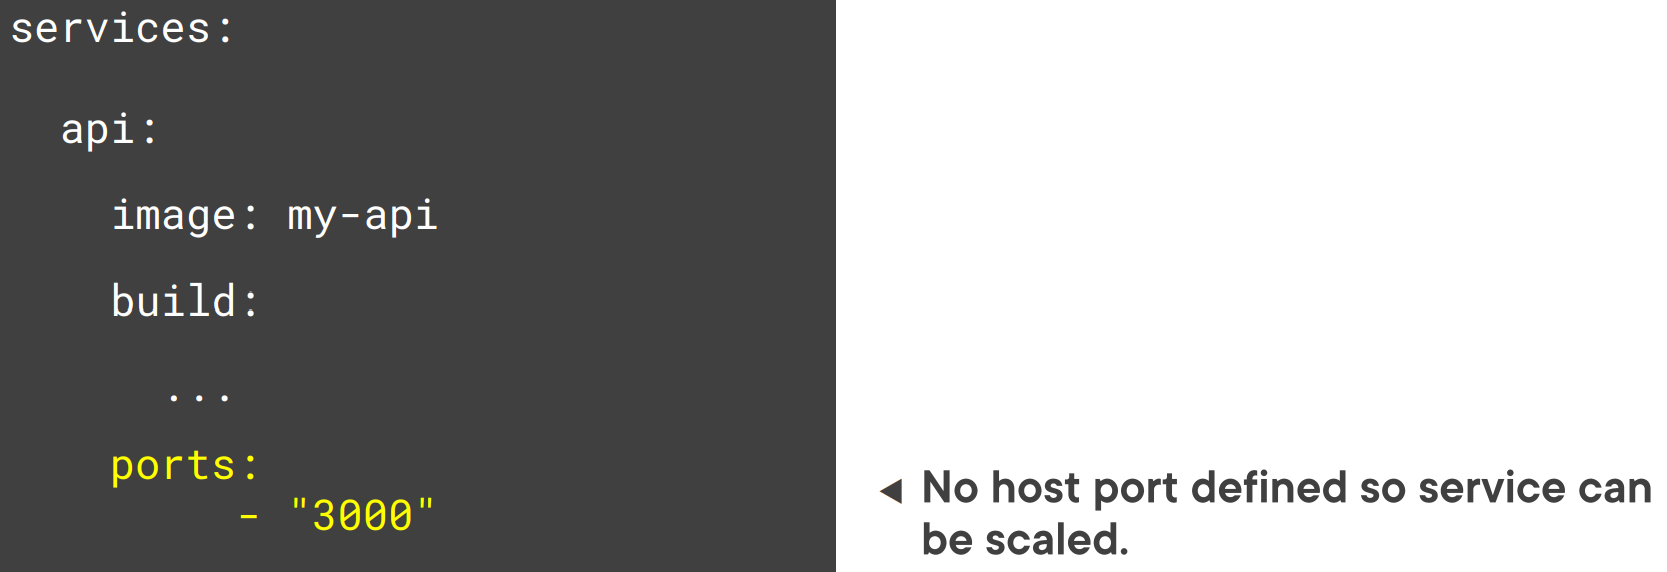 services:
api:
image: my-api
build:
...
ports:
- "3000"
No host port defined so service can
be scaled.